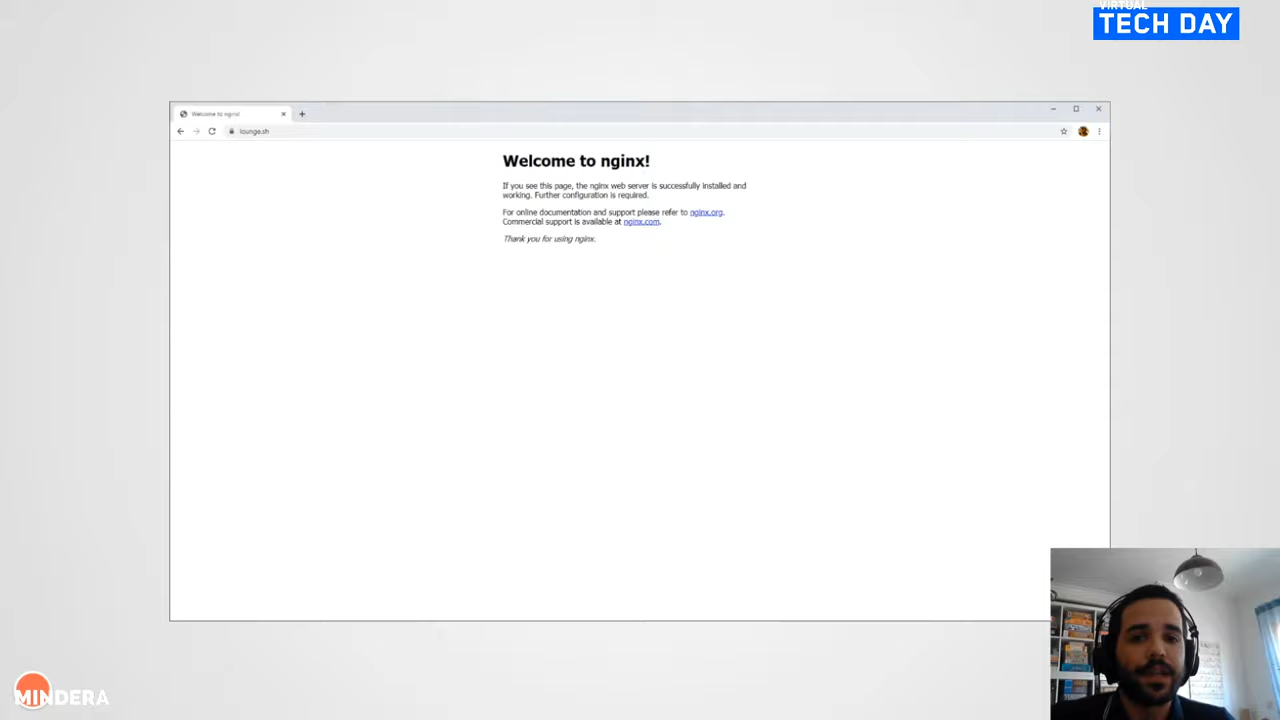 VIRTUAL
TECH DAY
Welcome to nginx!
lounge.sh
Welcome to nginx!
If you see this page, the nginx web server is successfully installed and
working. Further configuration is required.
For online documentation and support please refer to nginx.org.
Commercial support is available at nginx.com.
Thank you for using nginx.
MINDERA